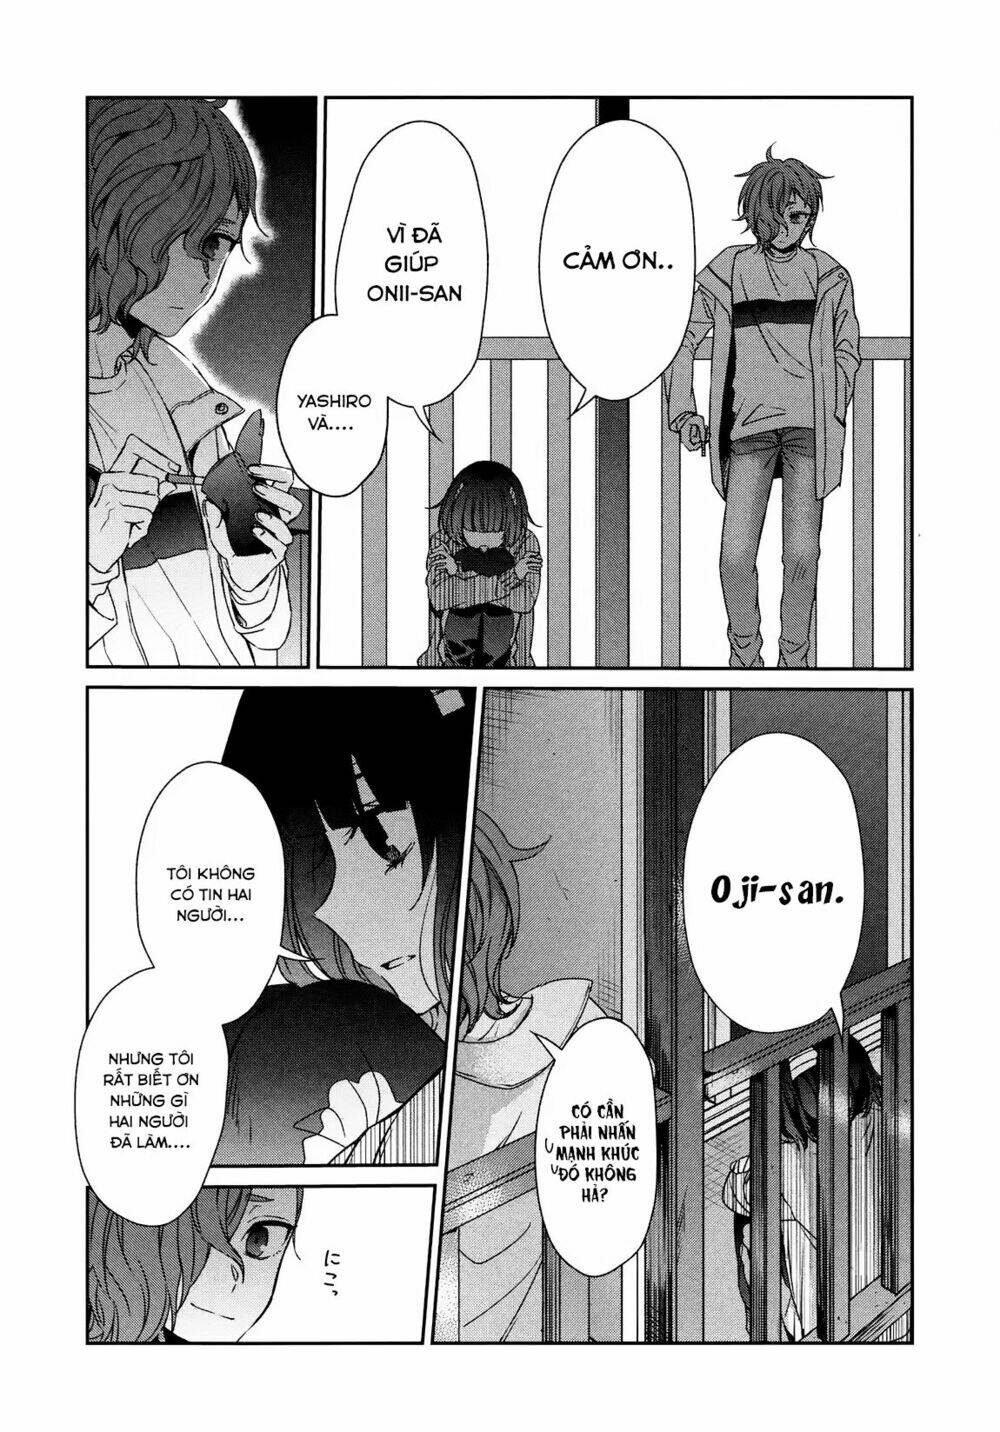 CẢM ƠN..
VÌ ĐÃ
GIÚP
ONII-SAN
YASHIRO
VÀ....
Oji-san.
CÓ CẦN
PHẢI NHẤN
MẠNH KHÚC
ĐÓ KHÔNG
HẢ?
TÔI KHÔNG
CÓ TIN HAI
NGƯỜI...
NHƯNG TÔI
RẤT BIẾT ƠN
NHỮNG GÌ
HAI NGƯỜI
ĐÃ LÀM....
にこっ